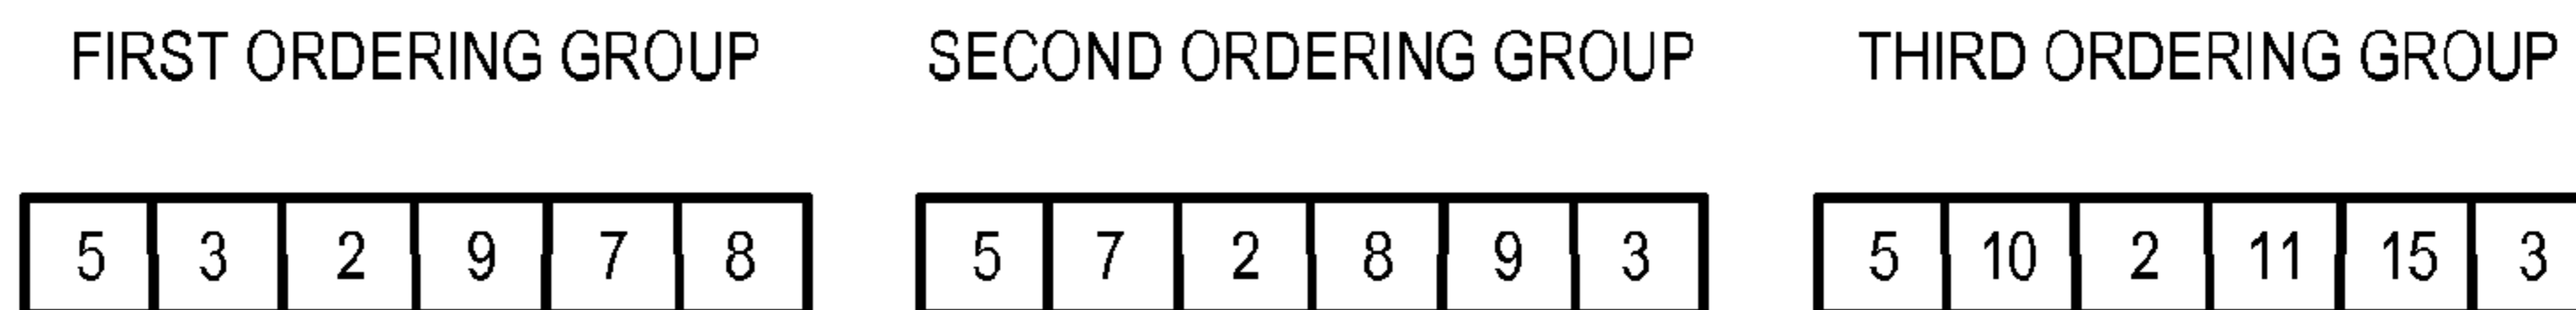 FIRST ORDERING GROUP SECOND ORDERING GROUP THIRD ORDERING GROUP
5 3 2 9 7 8 5 7 2 8 9 3 5 10 2 11 15 3